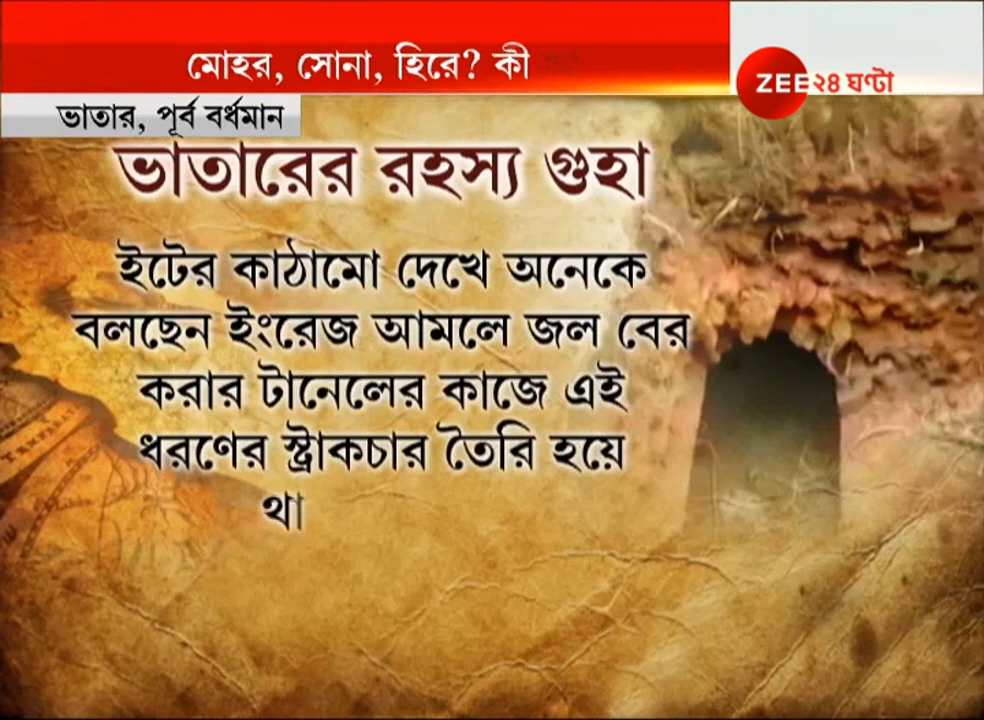 মোহর, সোনা, হিরে? কী
ZEE ২৪ ঘণ্টা
ভাতার, পূর্ব বর্ধমান
ভাতারের রহস্য গুহা
ইটের কাঠামো দেখে অনেকে
বলছেন ইংরেজ আমলে জল বের
করার টানেলের কাজে এই
ধরণের স্ট্রাকচার তৈরি হয়ে
থা